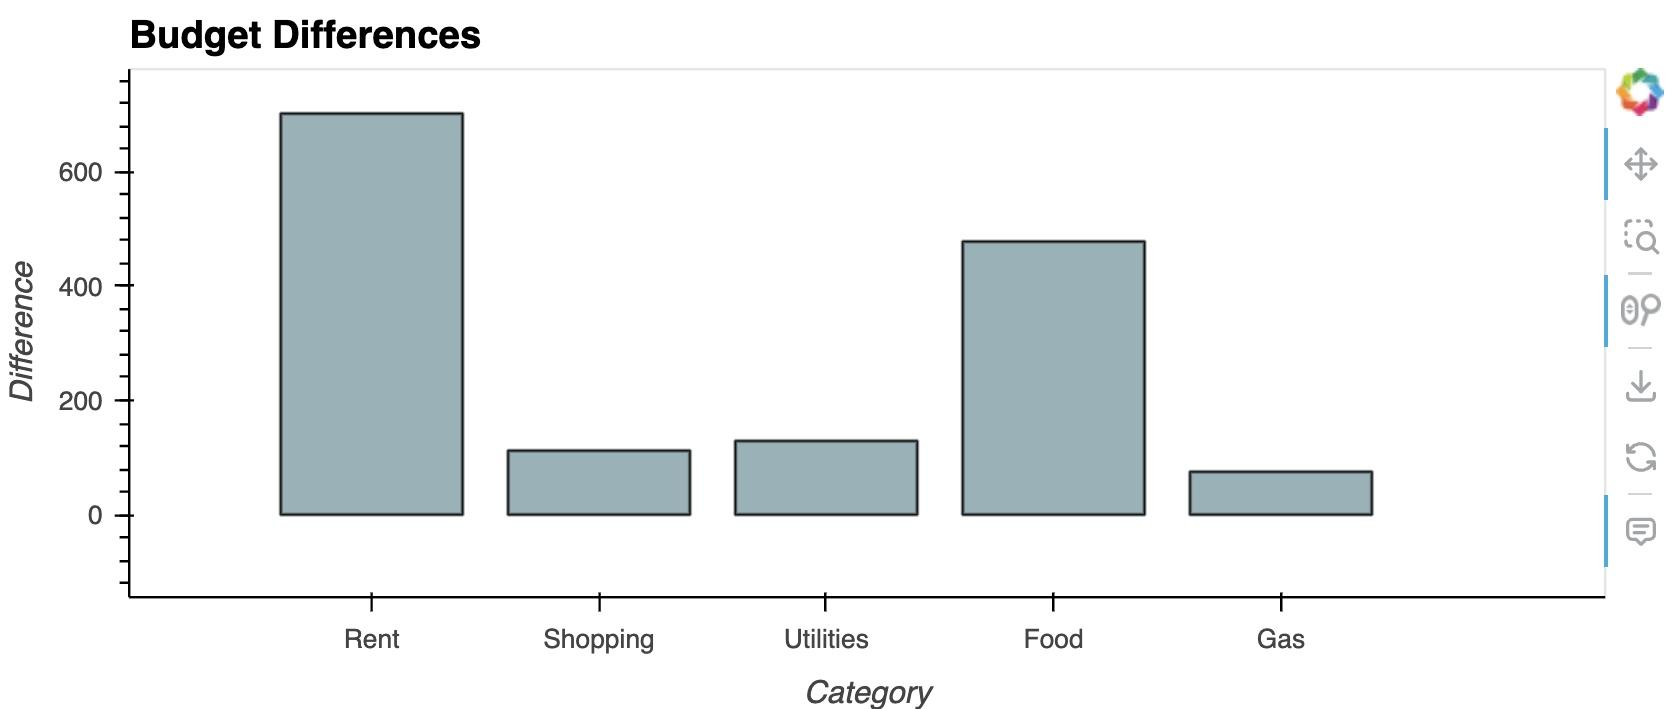 Budget Differences
600
400
200
0
Difference
Rent Shopping Utilities Food Gas
Category